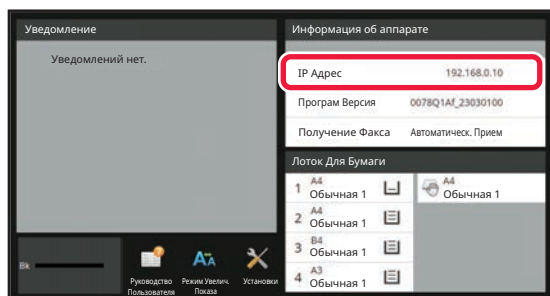 Уведомление
Уведомлений нет.
Информация об аппарате
IP Адрес 192.168.0.10
Програм Версия 0078Q1Af_23030100
Получение Факса Автоматическ. Прием
Лоток Для Бумаги
1 A4
Обычная 1
A4
Обычная 1
2 A4
Обычная 1
3 B4
Обычная 1
4 A3
Обычная 1
Bk
Руководство
Пользователя
Режим Увелич.
Показа
Установки